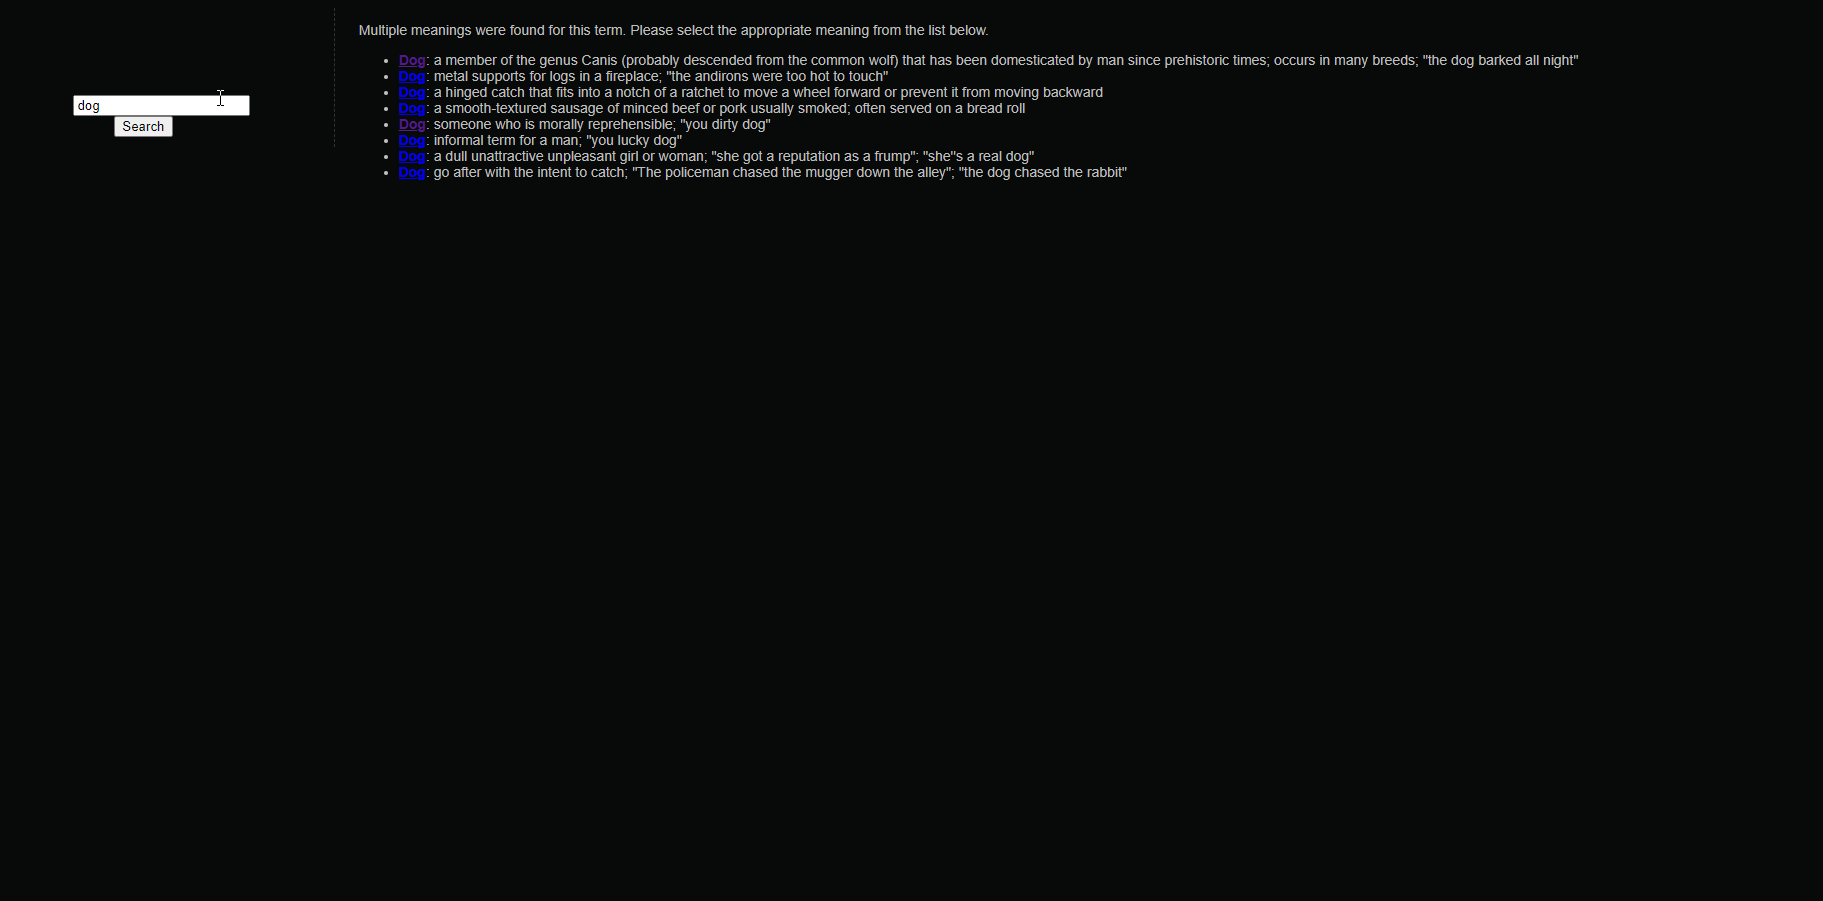 dog
Search
Multiple meanings were found for this term. Please select the appropriate meaning from the list below.
Dog: a member of the genus Canis (probably descended from the common wolf) that has been domesticated by man since prehistoric times; occurs in many breeds; "the dog barked all night"
Dog: metal supports for logs in a fireplace; "the andirons were too hot to touch"
Dog: a hinged catch that fits into a notch of a ratchet to move a wheel forward or prevent it from moving backward
Dog: a smooth-textured sausage of minced beef or pork usually smoked; often served on a bread roll
Dog: someone who is morally reprehensible; "you dirty dog"
Dog: informal term for a man; "you lucky dog"
Dog: a dull unattractive unpleasant girl or woman; "she got a reputation as a frump"; "she"s a real dog"
Dog: go after with the intent to catch; "The policeman chased the mugger down the alley"; "the dog chased the rabbit"